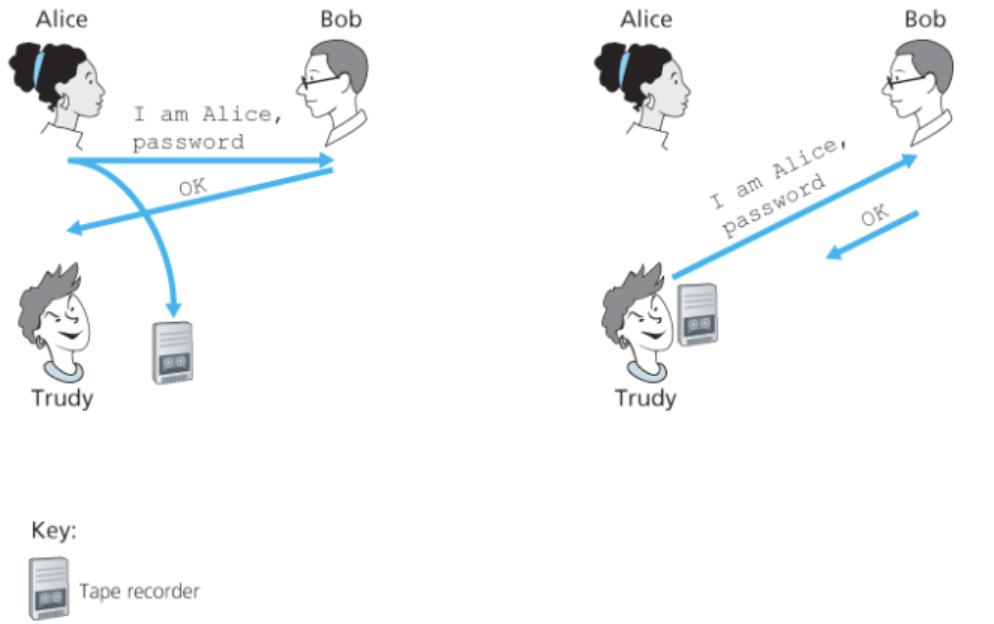 Alice
Bob
I am Alice,
password
OK
Trudy
Alice
Bob
I am Alice,
password
OK
Trudy
Key:
Tape recorder